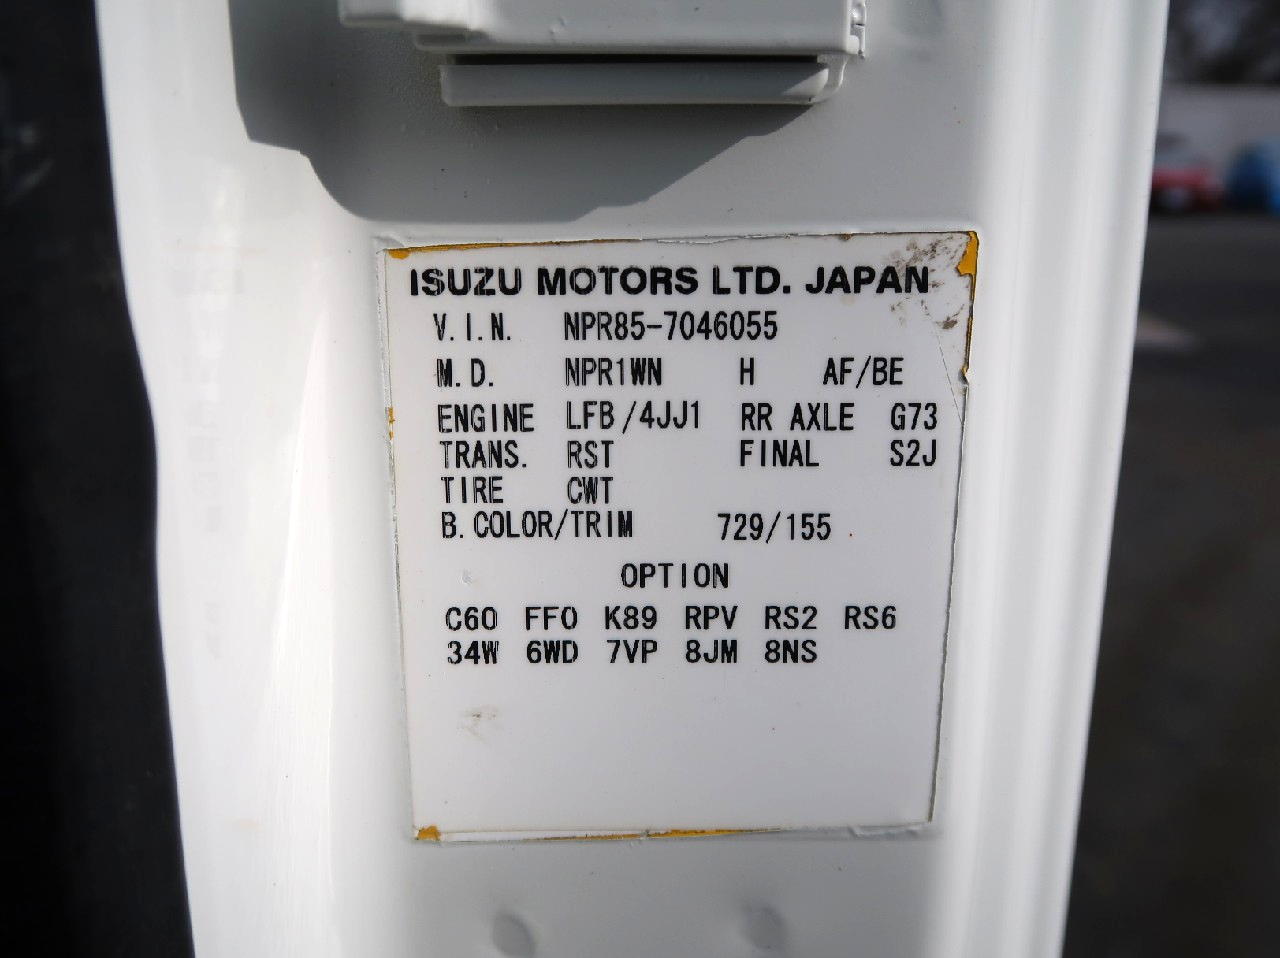 ISUZU MOTORS LTD. JAPAN
V.I.N. NPR85-7046055
M.D. NPR1WN H AF/BE
ENGINE LFB/4JJ1 RR AXLE G73
TRANS. RST FINAL S2J
TIRE CWT
B.COLOR/TRIM 729/155
OPTION
C60 FF0 K89 RPV RS2 RS6
34W 6WD 7VP 8JM 8NS